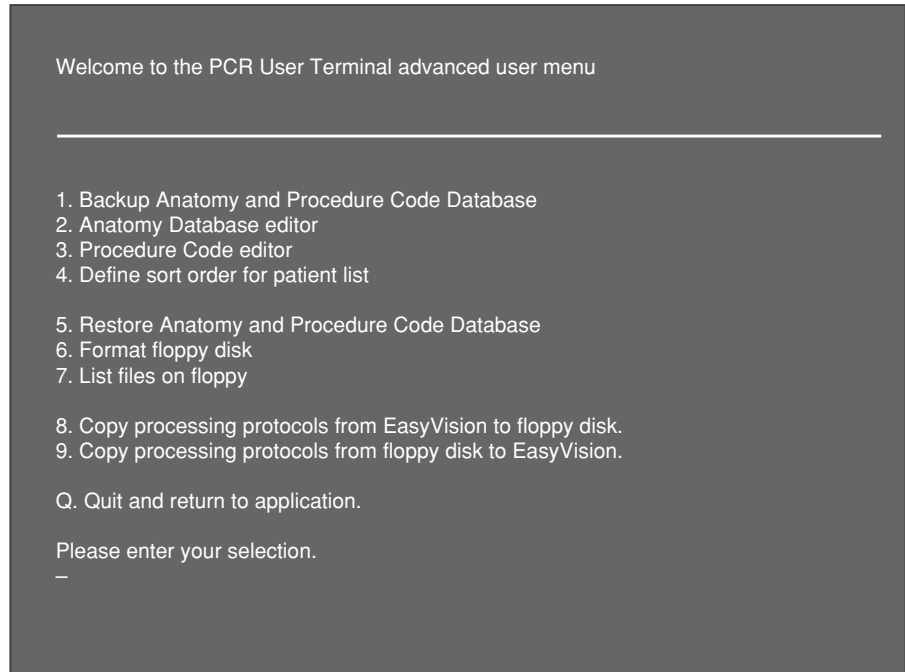 Welcome to the PCR User Terminal advanced user menu
1. Backup Anatomy and Procedure Code Database
2. Anatomy Database editor
3. Procedure Code editor
4. Define sort order for patient list
5. Restore Anatomy and Procedure Code Database
6. Format floppy disk
7. List files on floppy
8. Copy processing protocols from EasyVision to floppy disk.
9. Copy processing protocols from floppy disk to EasyVision.
Q. Quit and return to application.
Please enter your selection.
–